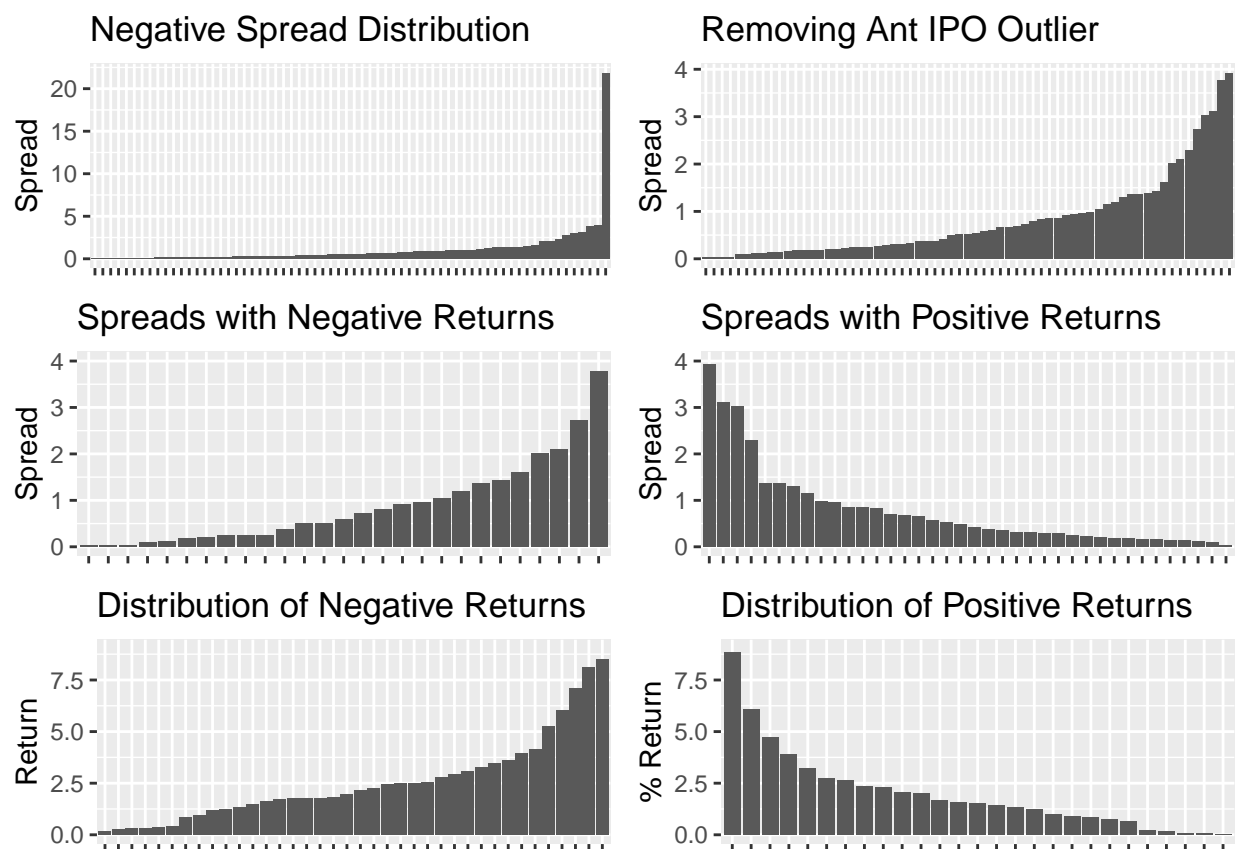 Negative Spread Distribution
Spread
20
15
10
5
0
Removing Ant IPO Outlier
Spread
4
3
2
1
0
Spreads with Negative Returns
Spread
4
3
2
1
0
Spreads with Positive Returns
Spread
4
3
2
1
0
Distribution of Negative Returns
Return
7.5
5.0
2.5
0.0
Distribution of Positive Returns
% Return
7.5
5.0
2.5
0.0